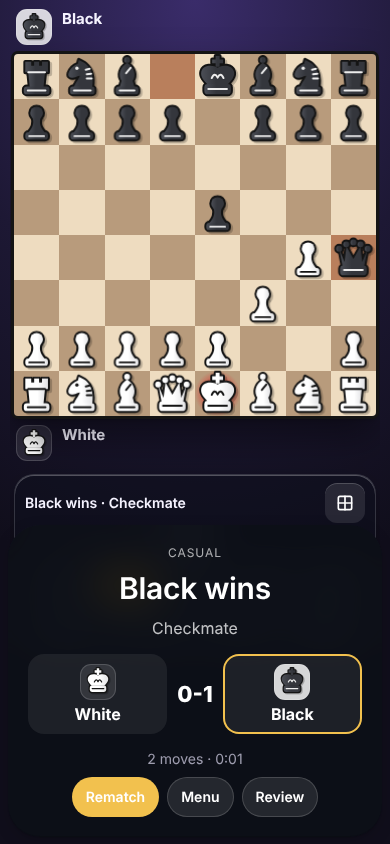 Black
White
Black wins · Checkmate
CASUAL
Black wins
Checkmate
White
0-1
Black
2 moves · 0:01
Rematch
Menu
Review